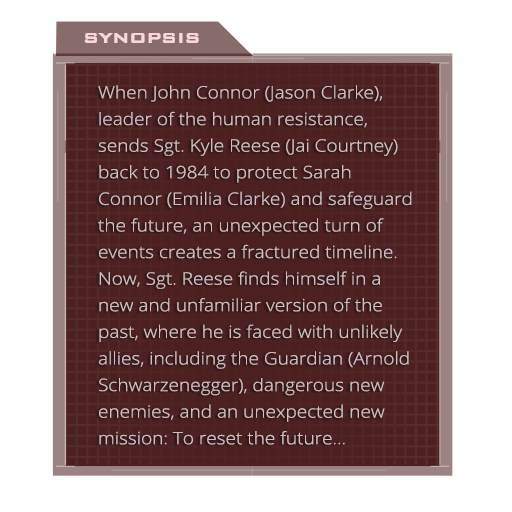 SYNOPSIS
When John Connor (Jason Clarke),
leader of the human resistance,
sends Sgt. Kyle Reese (Jai Courtney)
back to 1984 to protect Sarah
Connor (Emilia Clarke) and safeguard
the future, an unexpected turn of
events creates a fractured timeline.
Now, Sgt. Reese finds himself in a
new and unfamiliar version of the
past, where he is faced with unlikely
allies, including the Guardian (Arnold
Schwarzenegger), dangerous new
enemies, and an unexpected new
mission: To reset the future...